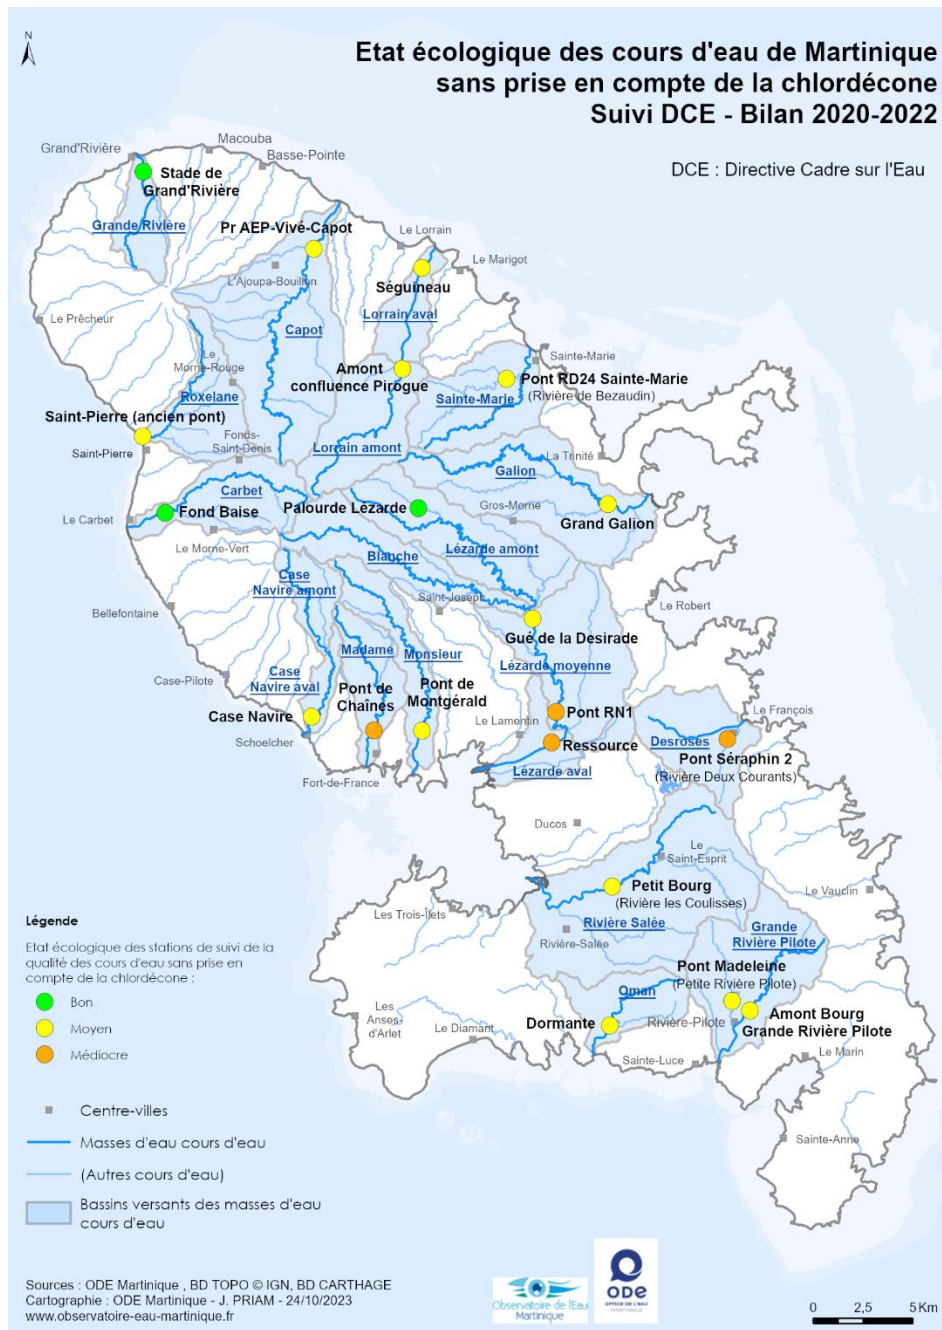 N
Etat écologique des cours d'eau de Martinique
sans prise en compte de la chlordécone
Suivi DCE - Bilan 2020-2022
DCE : Directive Cadre sur l'Eau
Macouba
Grand'Rivière
Basse-Pointe
Stade de
Grand'Rivière
Grande Rivière
Pr AEP-Vivé-Capot
Le Lorrain
Le Marigot
L'Ajoupa-Bouillon
Séguineau
Lorrain aval
Le Prêcheur
Capot
Le
Morne-Rouge
Amont
confluence Pirogue
Sainte-Marie
Pont RD24 Sainte-Marie
(Rivière de Bezaudin)
Sainte-Marie
Roxelane
Saint-Pierre (ancien pont)
Saint-Pierre
Fonds-
Saint-Denis
Lorrain amont
La Trinité
Galion
Carbet
Palourde Lézarde
Gros-Morne
Grand Galion
Le Carbet
Fond Baise
Le Morne-Vert
Blanche
Lézarde amont
Case
Navire amont
Saint-Joseph
Bellefontaine
Le Robert
Gué de la Desirade
Madame
Monsieur
Lézarde moyenne
Case-Pilote
Case
Navire aval
Pont de
Chaînes
Pont de
Montgérald
Case Navire
Le Lamentin
Pont RN1
Le François
Schoelcher
Ressource
Desroses
Pont Séraphin 2
(Rivière Deux Courants)
Lézarde aval
Fort-de-France
Ducos
Le
Saint-Esprit
Petit Bourg
(Rivière les Coulisses)
Le Vauclin
Les Trois-Îlets
Rivière Salée
Rivière-Salée
Grande
Rivière Pilote
Pont Madeleine
(Petite Rivière Pilote)
Oman
Les
Anses-
d'Arlet
Le Diamant
Dormante
Rivière-Pilote
Amont Bourg
Grande Rivière Pilote
Sainte-Luce
Le Marin
Sainte-Anne
Légende
Etat écologique des stations de suivi de la
qualité des cours d'eau sans prise en
compte de la chlordécone :
Bon
Moyen
Médiocre
Centre-villes
Masses d'eau cours d'eau
(Autres cours d'eau)
Bassins versants des masses d'eau
cours d'eau
Sources : ODE Martinique , BD TOPO © IGN, BD CARTHAGE
Cartographie : ODE Martinique - J. PRIAM - 24/10/2023
www.observatoire-eau-martinique.fr
Observatoire de l'Eau
Martinique
ODE
OFFICE DE L'EAU
MARTINIQUE
0 2,5 5 Km